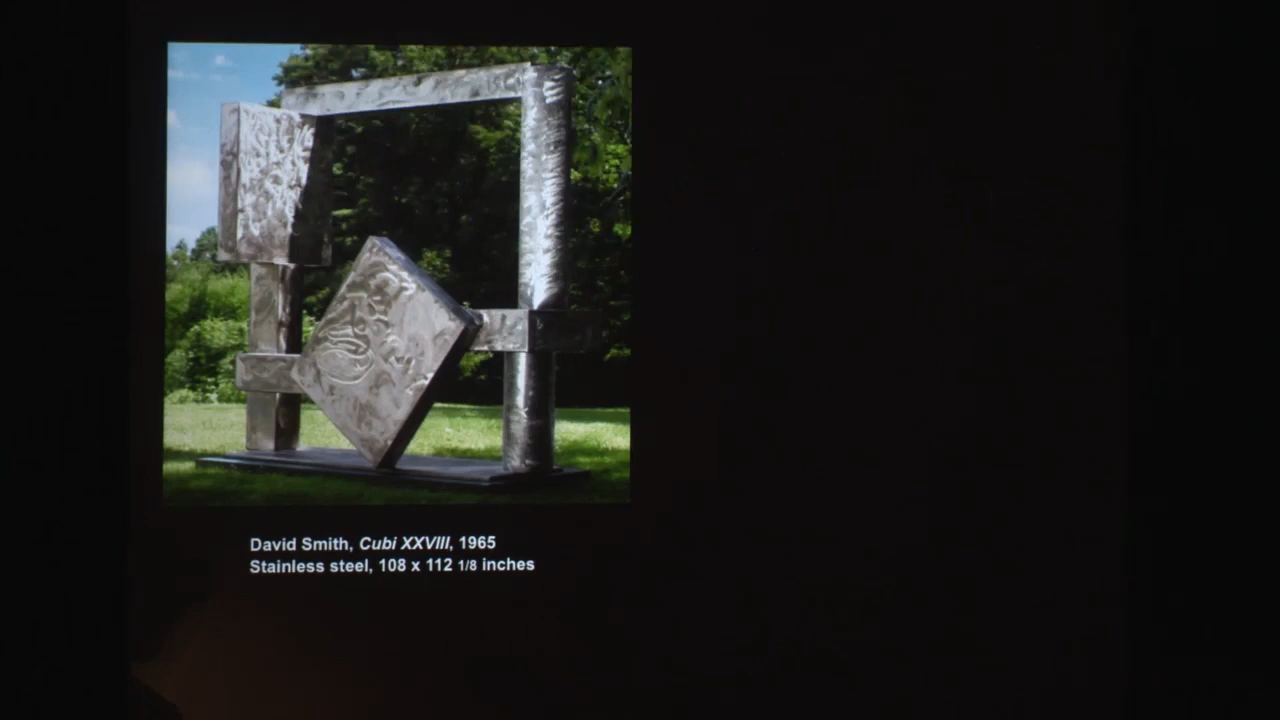 David Smith, Cubi XXVIII, 1965
Stainless steel, 108 x 112 1/8 inches